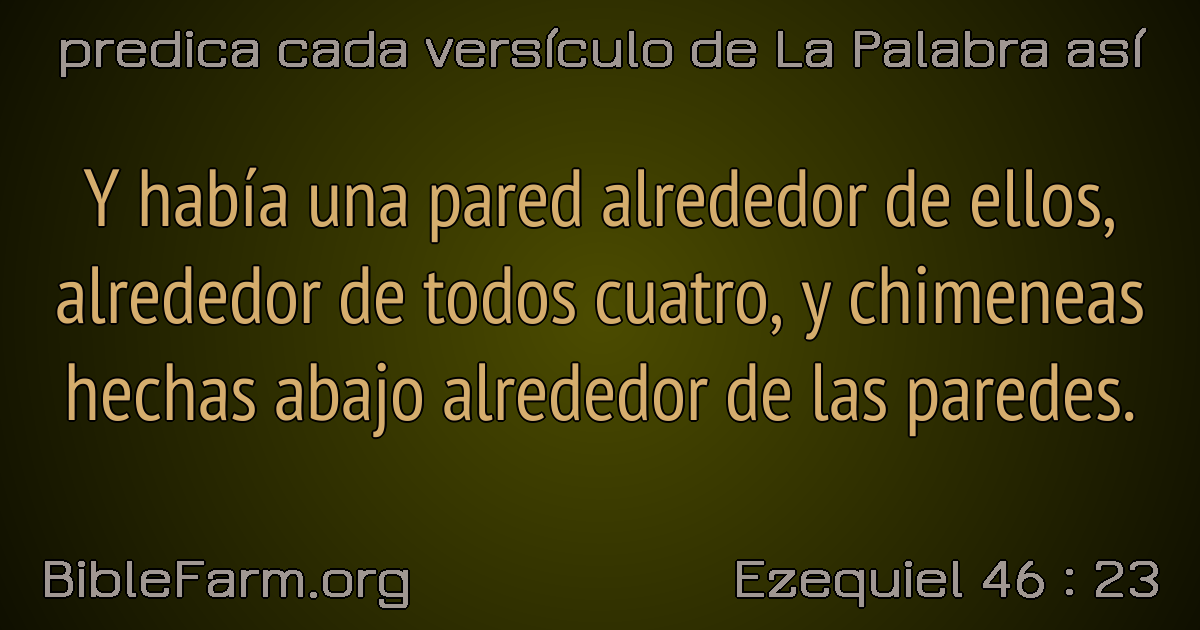 predica cada versículo de La Palabra así
Y había una pared alrededor de ellos,
alrededor de todos cuatro, y chimeneas
hechas abajo alrededor de las paredes.
BibleFarm.org
Ezequiel 46 : 23